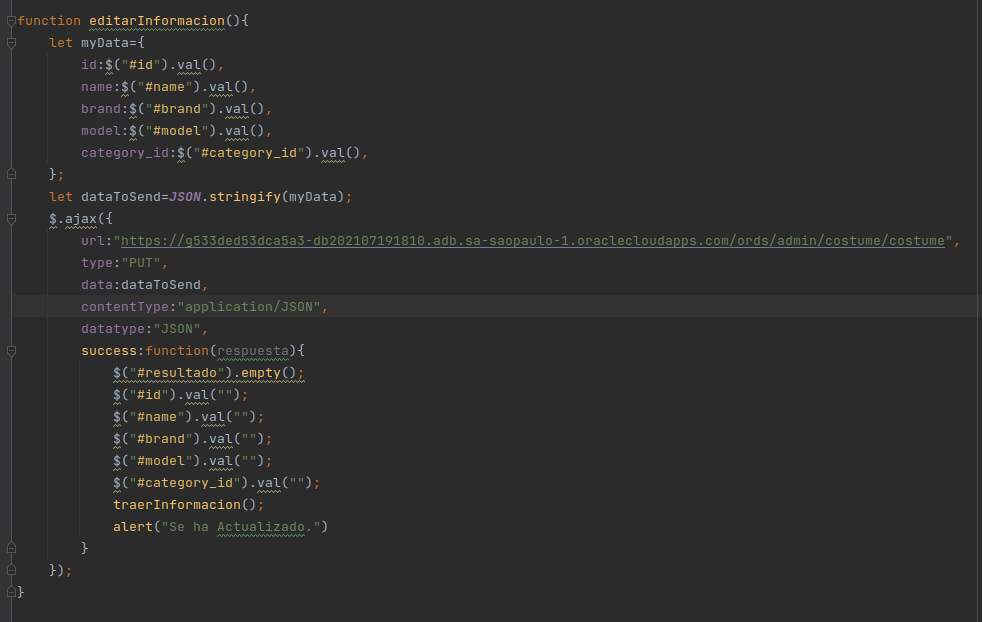 function editarInformacion(){
let myData={
id:$("#id").val(),
name:$("#name").val(),
brand:$("#brand").val(),
model:$("#model").val(),
category_id:$("#category_id").val(),
};
let dataToSend=JSON.stringify(myData);
$.ajax({
url:"https://g533ded53dca5a3-db202107191810.adb.sa-saopaulo-1.oraclecloudapps.com/ords/admin/costume/costume",
type:"PUT",
data:dataToSend,
contentType:"application/JSON",
datatype:"JSON",
success:function(respuesta){
$("#resultado").empty();
$("#id").val("");
$("#name").val("");
$("#brand").val("");
$("#model").val("");
$("#category_id").val("");
traerInformacion();
alert("Se ha Actualizado.")
}
});
}